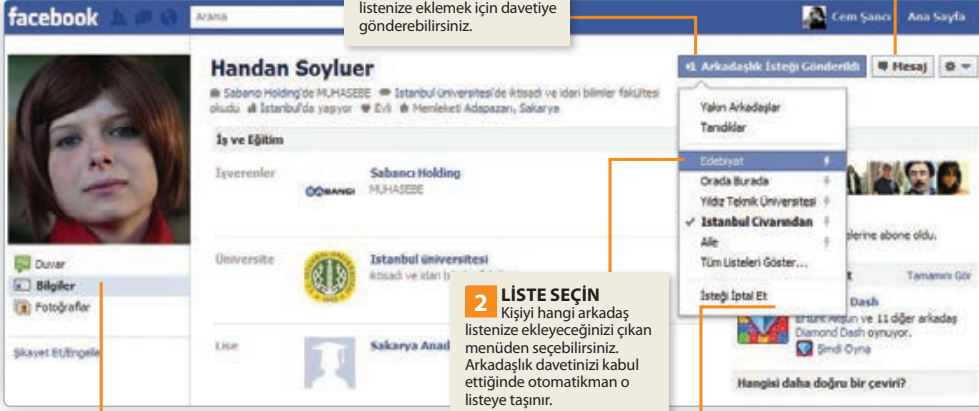 listenize eklemek için davetiye
gönderebilirsiniz.
facebook
Arama
Cem Şancı Ana Sayfa
Handan Soyluer
+1 Arkadaşlık İsteği Gönderildi
Mesaj
Sabancı Holding'de MUHASEBE İstanbul üniversitesi'de iktisadi ve idari bilimler fakültesi
okudu İstanbul'da yaşıyor Evli Memleketi Adapazarı, Sakarya
İş ve Eğitim
İşverenler
Sabancı Holding
MUHASEBE
Üniversite
İstanbul üniversitesi
iktisadi ve idari
Lise
Sakarya Anad
Duvar
Bilgiler
Fotoğraflar
Şikayet Et/Engelle
Yakın Arkadaşlar
Tanıdıklar
Edebiyat
Orada Burada
Yıldız Teknik Üniversitesi
İstanbul Civarından
Aile
Tüm Listeleri Göster...
İsteği İptal Et
2 LİSTE SEÇİN
Kişiyi hangi arkadaş
listenize ekleyeceğinizi çıkan
menüden seçebilirsiniz.
Arkadaşlık davetinizi kabul
ettiğinde otomatikman o
listeye taşınır.
abone oldu.
Tamamını Gör
Dash
ve 11 diğer arkadaş
Diamond Dash oynuyor.
Şimdi Oyna
Hangisi daha doğru bir çeviri?